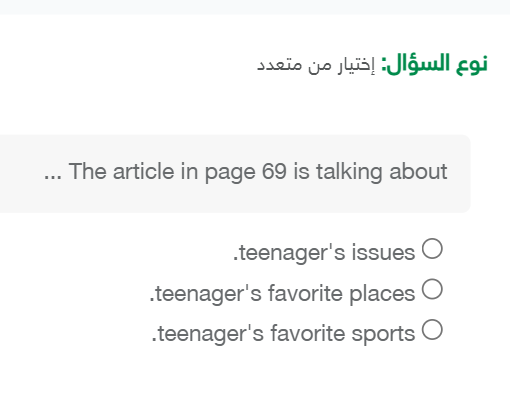 نوع السؤال: إختيار من متعدد
The article in page 69 is talking about ...
teenager's issues.
teenager's favorite places.
teenager's favorite sports.